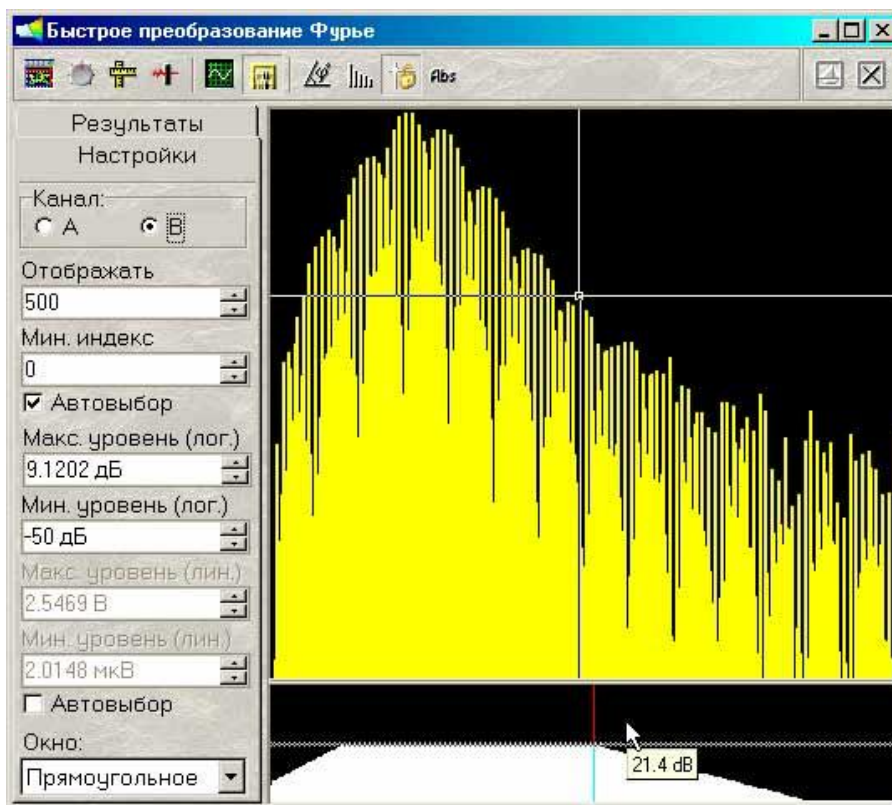 Быстрое преобразование Фурье
Abs
Результаты
Настройки
Канал:
A
B
Отображать
500
Мин. индекс
0
Автовыбор
Макс. уровень (лог.)
9.1202 дБ
Мин. уровень (лог.)
-50 дБ
Макс. уровень (лин.)
2.5469 В
Мин. уровень (лин.)
2.0148 мкВ
Автовыбор
Окно:
Прямоугольное
21.4 dB